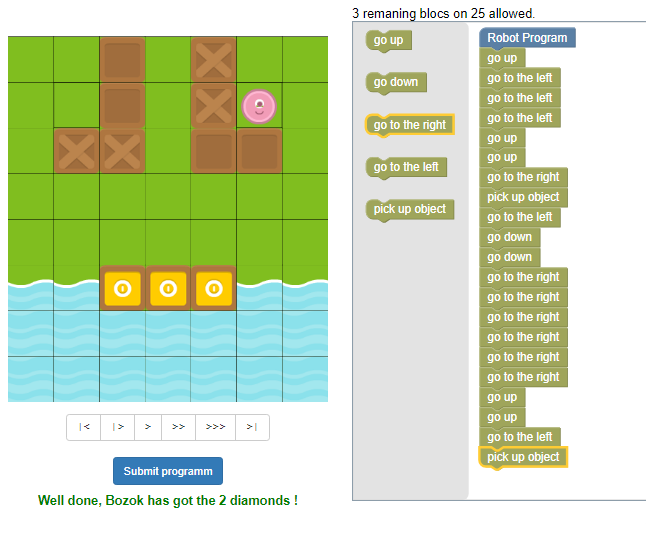 3 remaning blocs on 25 allowed.
go up
go down
go to the right
go to the left
pick up object
Robot Program
go up
go to the left
go to the left
go to the left
go up
go up
go to the right
pick up object
go to the left
go down
go down
go to the right
go to the right
go to the right
go to the right
go to the right
go to the right
go up
go up
go to the left
pick up object
|<
|>
>
>>
>>>
>|
Submit programm
Well done, Bozok has got the 2 diamonds !